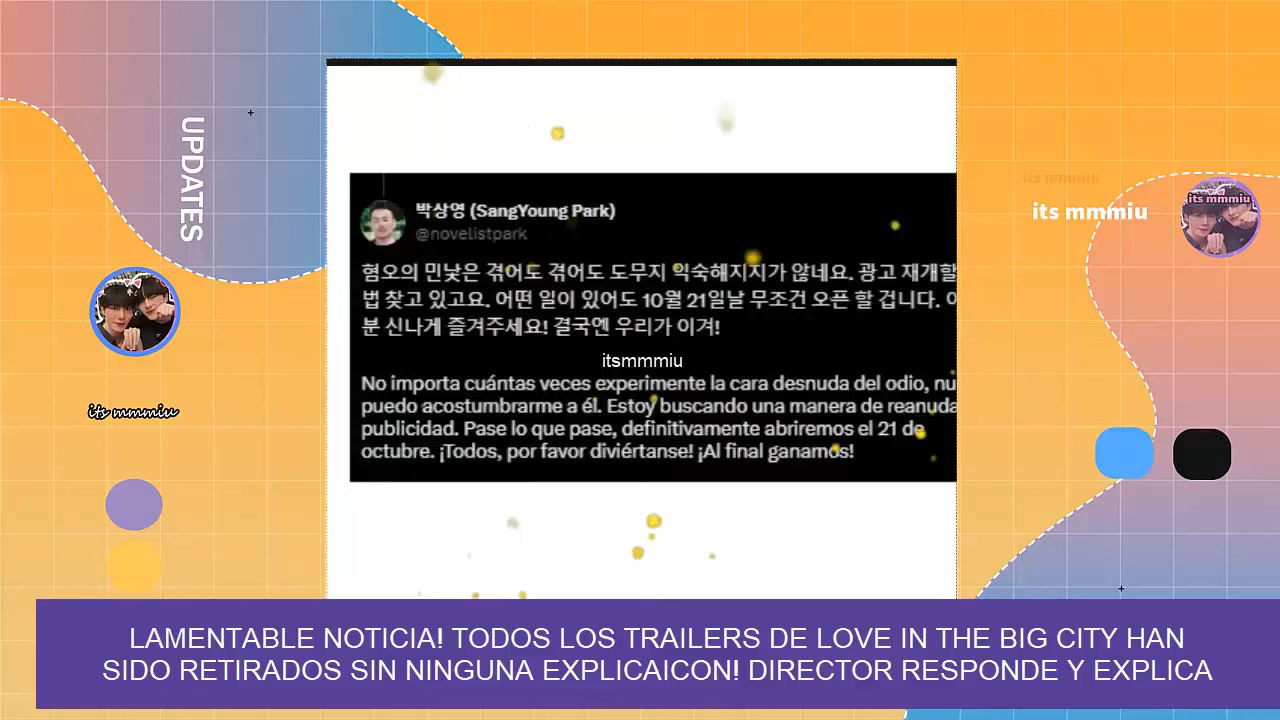 UPDATES
its mmmiu
its mmmiu
its mmmiu
its mmmiu
박상영 (SangYoung Park)
@novelistpark
혐오의 민낯은 겪어도 겪어도 도무지 익숙해지지가 않네요. 광고 재개할
법 찾고 있고요. 어떤 일이 있어도 10월 21일날 무조건 오픈 할 겁니다.
분 신나게 즐겨주세요! 결국엔 우리가 이겨!
itsmmmiu
No importa cuántas veces experimente la cara desnuda del odio, nu
puedo acostumbrarme a él. Estoy buscando una manera de reanuda
publicidad. Pase lo que pase, definitivamente abriremos el 21 de
octubre. ¡Todos, por favor diviértanse! ¡Al final ganamos!
LAMENTABLE NOTICIA! TODOS LOS TRAILERS DE LOVE IN THE BIG CITY HAN
SIDO RETIRADOS SIN NINGUNA EXPLICAICON! DIRECTOR RESPONDE Y EXPLICA